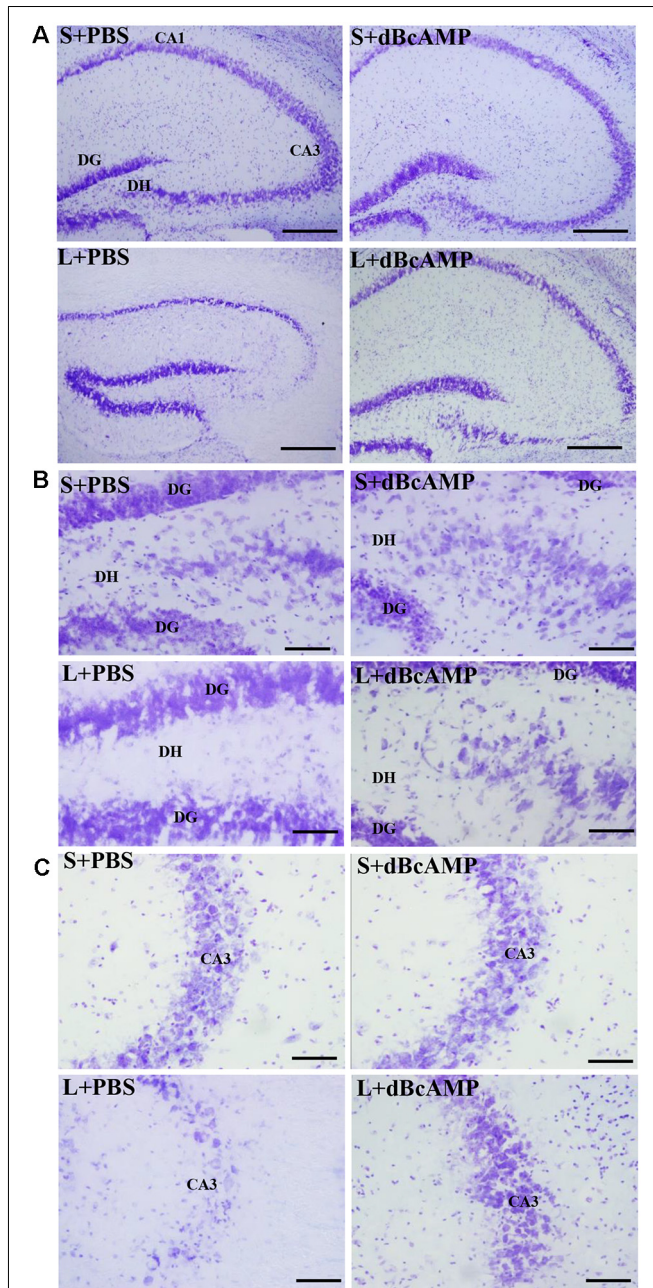 A
S+PBS
CA1
CA3
DG
DH
S+dBcAMP
L+PBS
L+dBcAMP
B
S+PBS
DG
DH
DG
S+dBcAMP
DG
DH
DG
L+PBS
DG
DH
DG
L+dBcAMP
DG
DH
DG
C
S+PBS
CA3
S+dBcAMP
CA3
L+PBS
CA3
L+dBcAMP
CA3